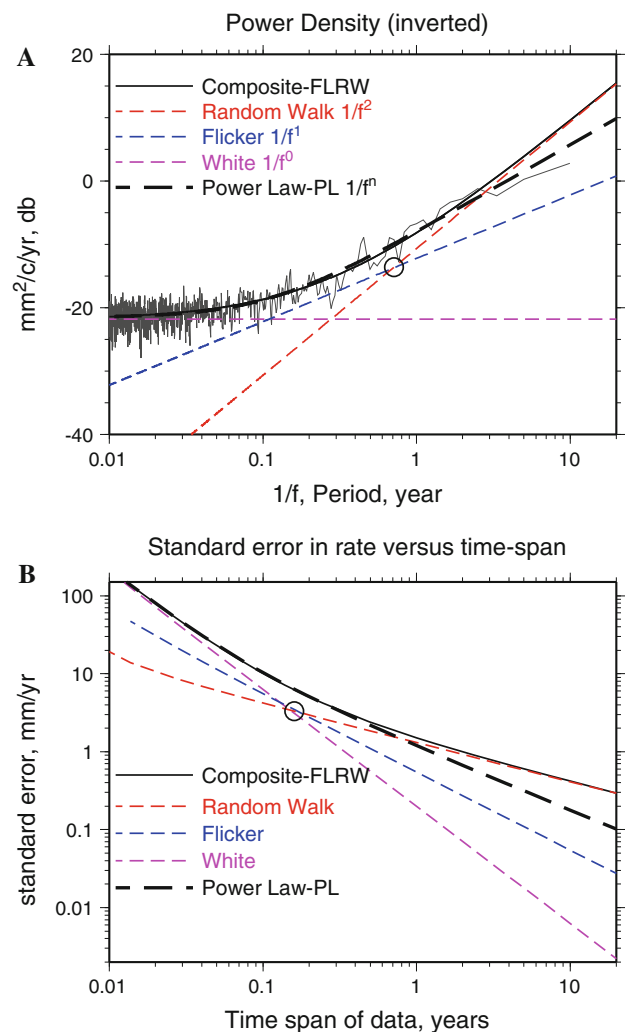 Power Density (inverted)
A
20
0
-20
-40
mm²/c/yr, db
Composite-FLRW
Random Walk 1/f²
Flicker 1/f¹
White 1/f⁰
Power Law-PL 1/fⁿ
0.01 0.1 1 10
1/f, Period, year
Standard error in rate versus time-span
B
100
10
1
0.1
0.01
standard error, mm/yr
Composite-FLRW
Random Walk
Flicker
White
Power Law-PL
0.01 0.1 1 10
Time span of data, years